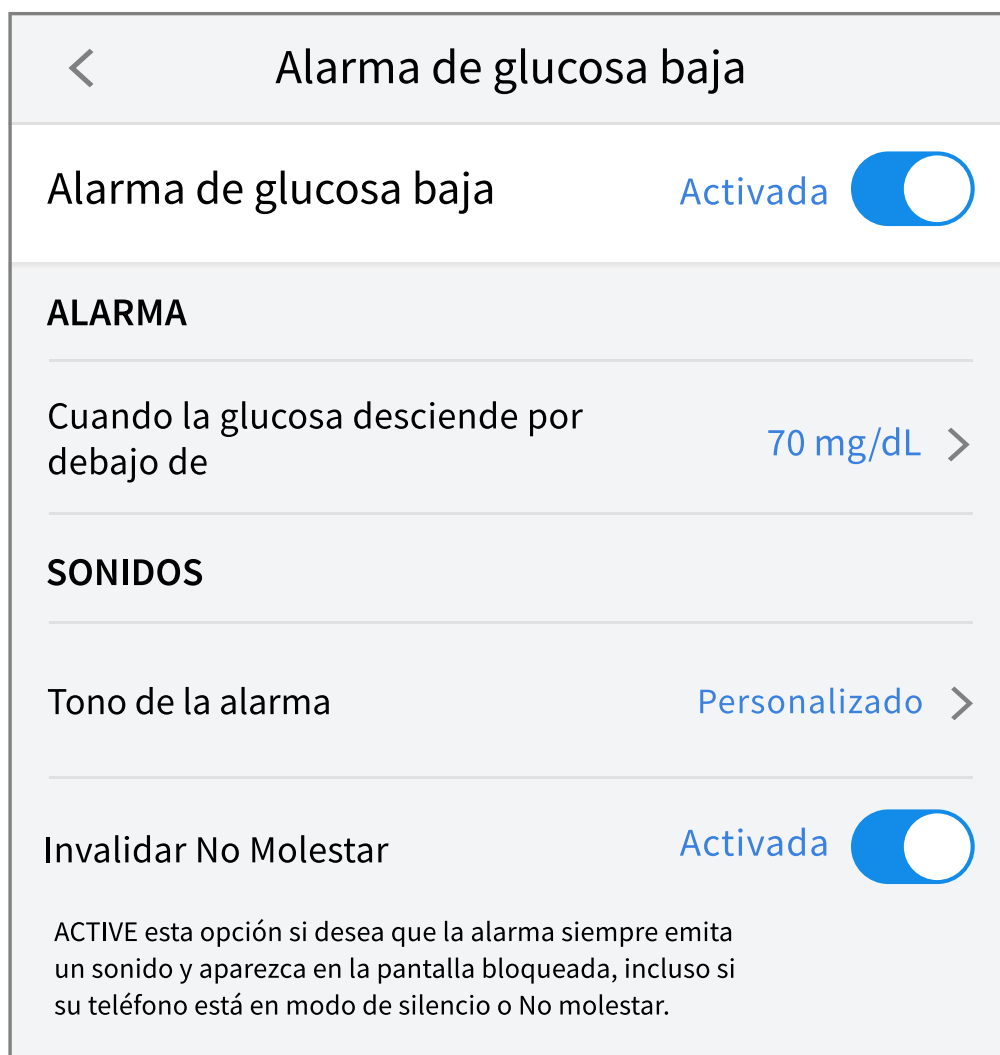 Alarma de glucosa baja
Alarma de glucosa baja Activada
ALARMA
Cuando la glucosa desciende por
debajo de
70 mg/dL
SONIDOS
Tono de la alarma Personalizado
Invalidar No Molestar Activada
ACTIVE esta opción si desea que la alarma siempre emita
un sonido y aparezca en la pantalla bloqueada, incluso si
su teléfono está en modo de silencio o No molestar.